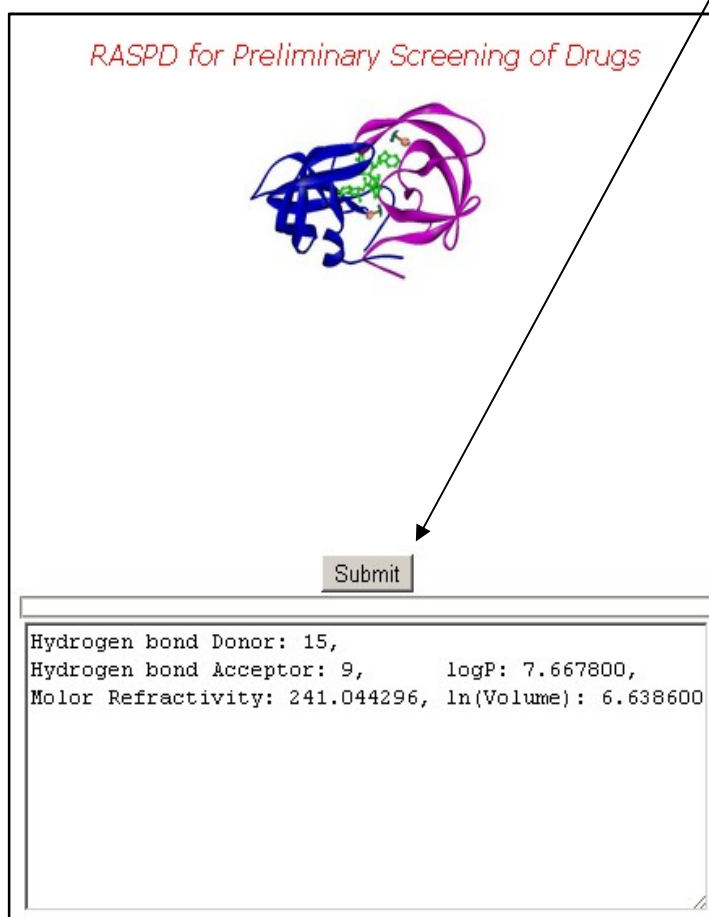 RASPD for Preliminary Screening of Drugs
Submit
Hydrogen bond Donor: 15,
Hydrogen bond Acceptor: 9, logP: 7.667800,
Molor Refractivity: 241.044296, ln(Volume): 6.638600